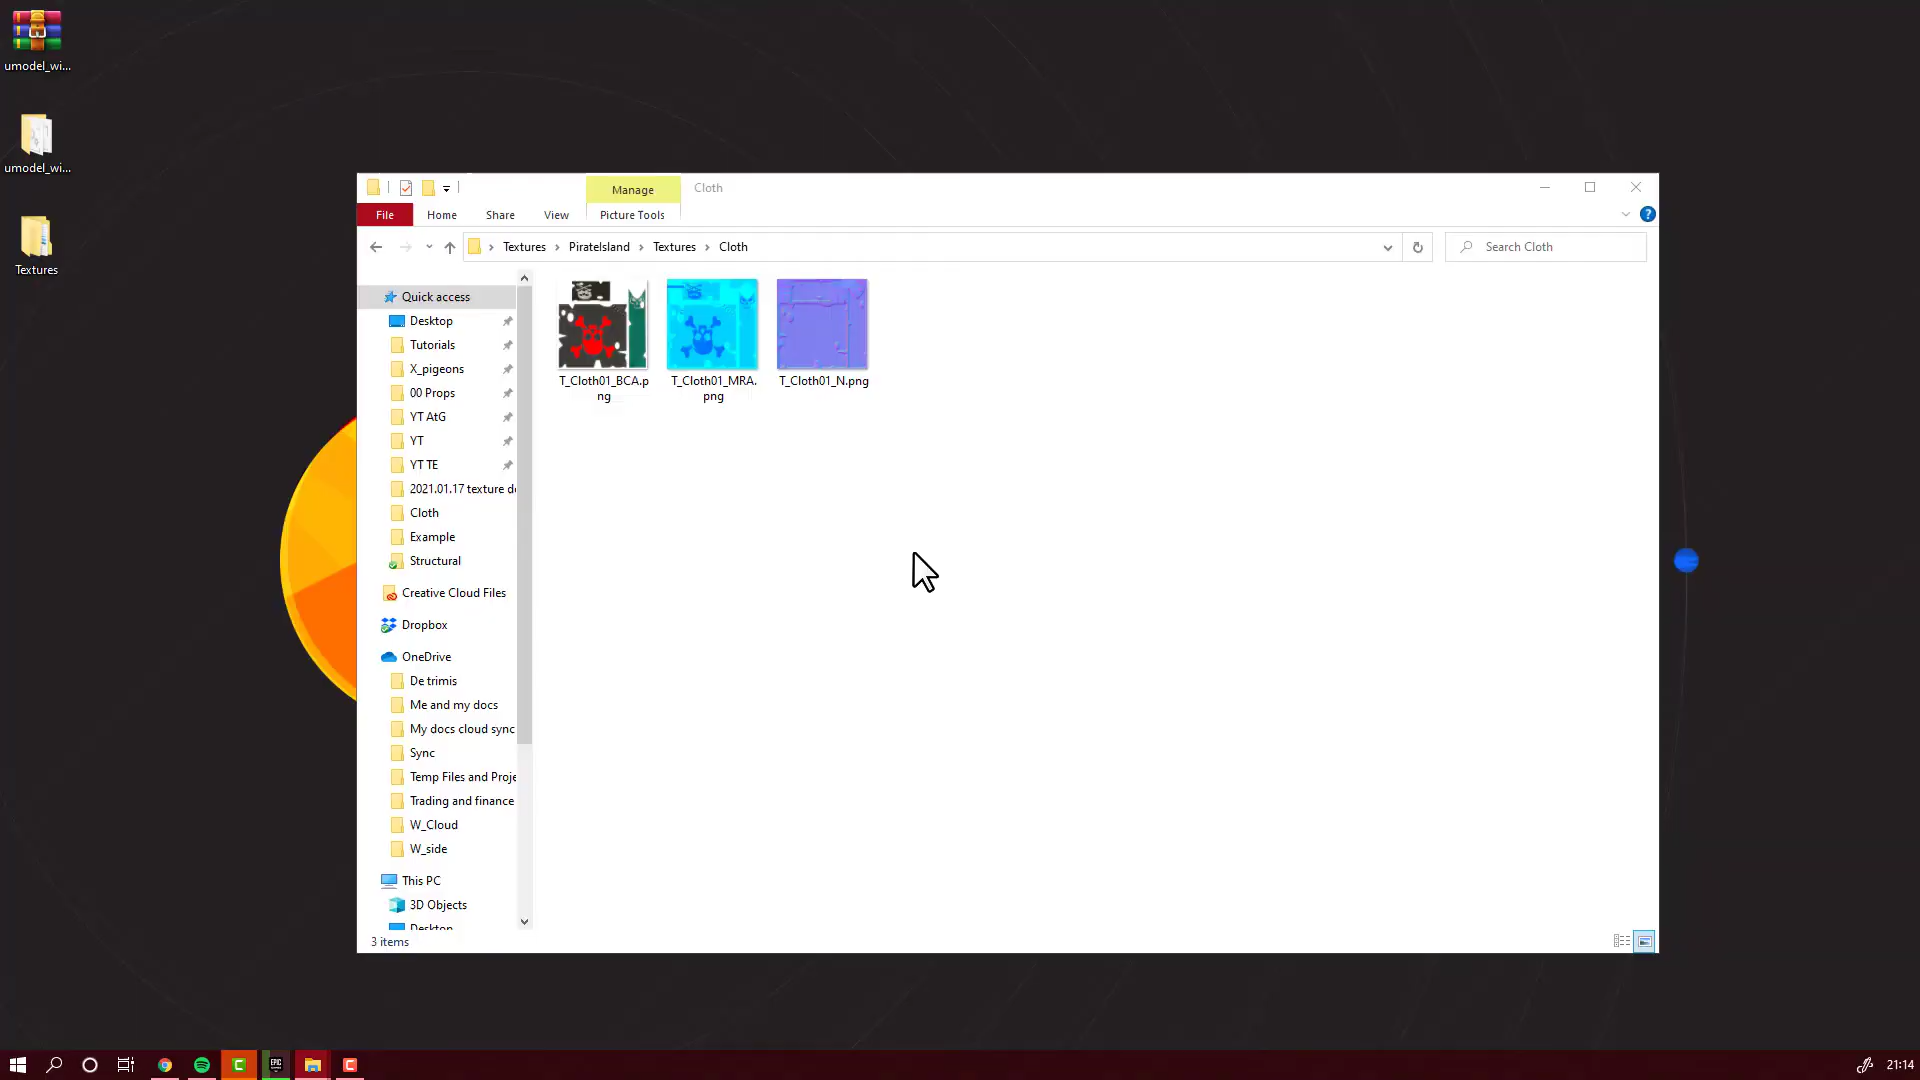 umodel_wi...
umodel_wi...
Textures
Manage
Cloth
File
Home
Share
View
Picture Tools
Textures
PirateIsland
Textures
Cloth
Search Cloth
Quick access
Desktop
Tutorials
X_pigeons
00 Props
YT AtG
YT
YT TE
2021.01.17 texture de
Cloth
Example
Structural
Creative Cloud Files
Dropbox
OneDrive
De trimis
Me and my docs
My docs cloud sync
Sync
Temp Files and Proje
Trading and finance
W_Cloud
W_side
This PC
3D Objects
Desktop
T_Cloth01_BCA.p
ng
T_Cloth01_MRA.
png
T_Cloth01_N.png
3 items
EPIC
21:14